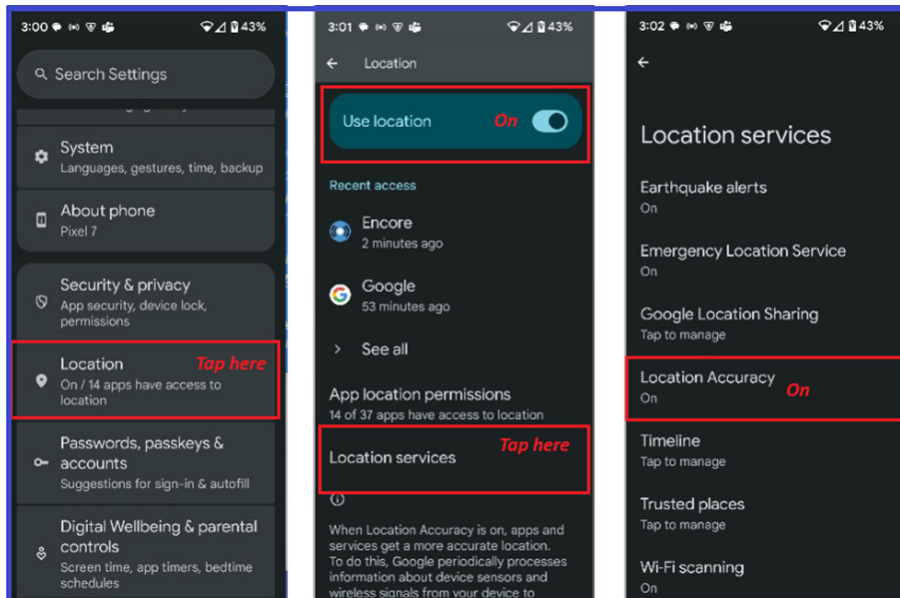 3:00 43%
Search Settings
System
Languages, gestures, time, backup
About phone
Pixel 7
Security & privacy
App security, device lock,
permissions
Location Tap here
On / 14 apps have access to
location
Passwords, passkeys &
accounts
Suggestions for sign-in & autofill
Digital Wellbeing & parental
controls
Screen time, app timers, bedtime
schedules
3:01 43%
Location
Use location On
Recent access
Encore
2 minutes ago
Google
53 minutes ago
See all
App location permissions
14 of 37 apps have access to location
Location services Tap here
When Location Accuracy is on, apps and
services get a more accurate location.
To do this, Google periodically processes
information about device sensors and
wireless signals from your device to
3:02 43%
Location services
Earthquake alerts
On
Emergency Location Service
On
Google Location Sharing
Tap to manage
Location Accuracy
On On
Timeline
Tap to manage
Trusted places
Tap to manage
Wi-Fi scanning
On